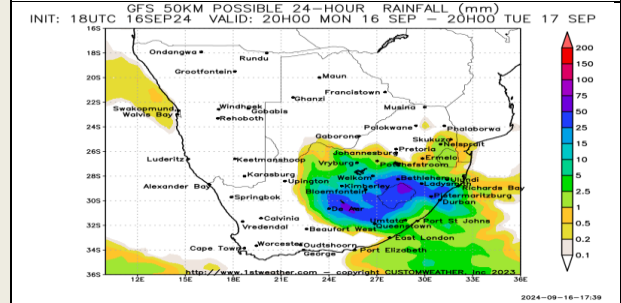 GFS 50KM POSSIBLE 24-HOUR RAINFALL (mm)
INIT: 18UTC 16SEP24 VALID: 20H00 MON 16 SEP - 20H00 TUE 17 SEP
16S
Ondangwa
Rundu
200
Grootfontein
Maun
150
20S
Francistown
100
22S
Ghanzi
Musina
75
Swakopmund
Windhoek
Gobabis
Walvis Bay
Rehoboth
50
24S
Polokwane
Phalaborwa
25
Gaborone
Skukuza
Pretoria
Nelspruit
15
26S
Johannesburg
Ermelo
Luderitz
Keetmanshoop
Vryburg
Potchefstroom
10
28S
Karasburg
Welkom
Bethlehem
Ulundi
5
Upington
Kimberley
Ladysmith
Alexander Bay
Bloemfontein
Richards Bay
2.5
30S
Springbok
Pietermaritzburg
De Aar
Durban
1
Calvinia
Umtata
Port St Johns
32S
Vredendal
Beaufort West
Queenstown
0.5
East London
0.2
34S
Cape Town
Worcester
Oudtshoorn
Port Elizabeth
George
0.1
36S
http://www.1stweather.com - copyright CUSTOMWEATHER, Inc 2023
12E 15E 18E 21E 24E 27E 30E 33E 36E
2024-09-16-17:39